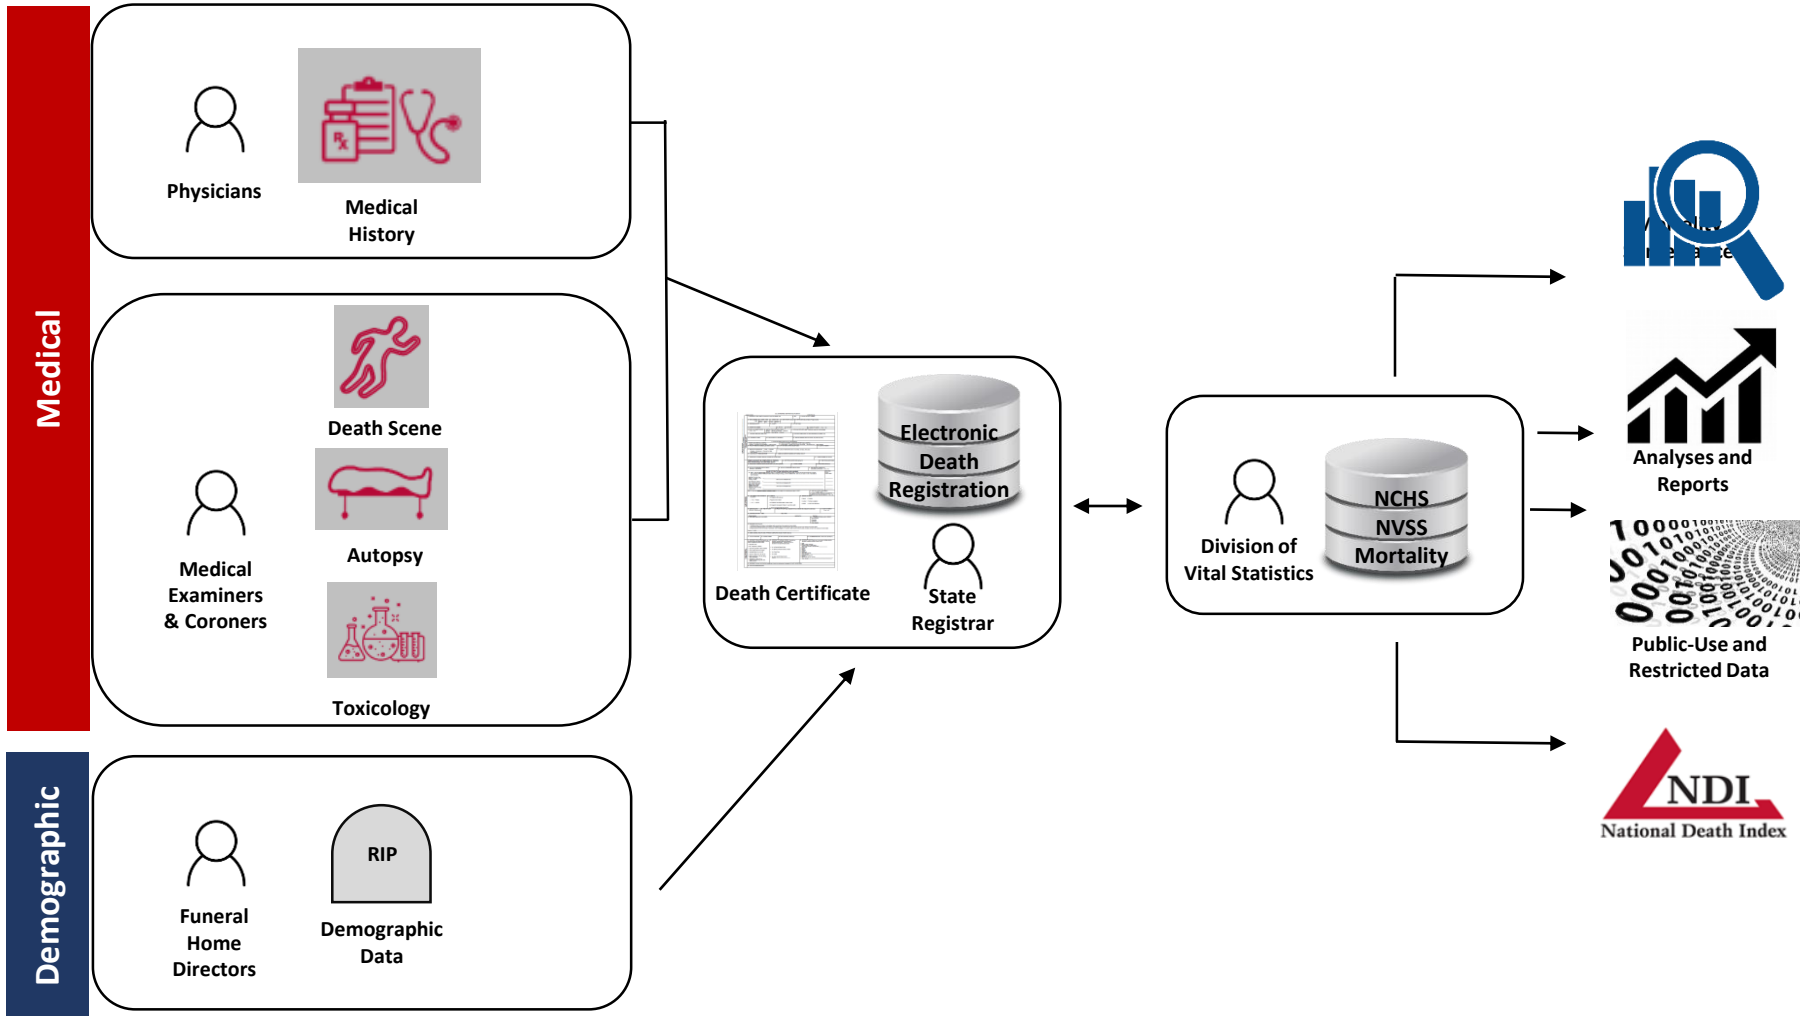 Medical
Physicians
Medical
History
Death Scene
Autopsy
Medical
Examiners
& Coroners
Toxicology
Demographic
Funeral
Home
Directors
RIP
Demographic
Data
Electronic
Death
Registration
Death Certificate
State
Registrar
Division of
Vital Statistics
NCHS
NVSS
Mortality
Analyses and
Reports
Public-Use and
Restricted Data
NDI
National Death Index